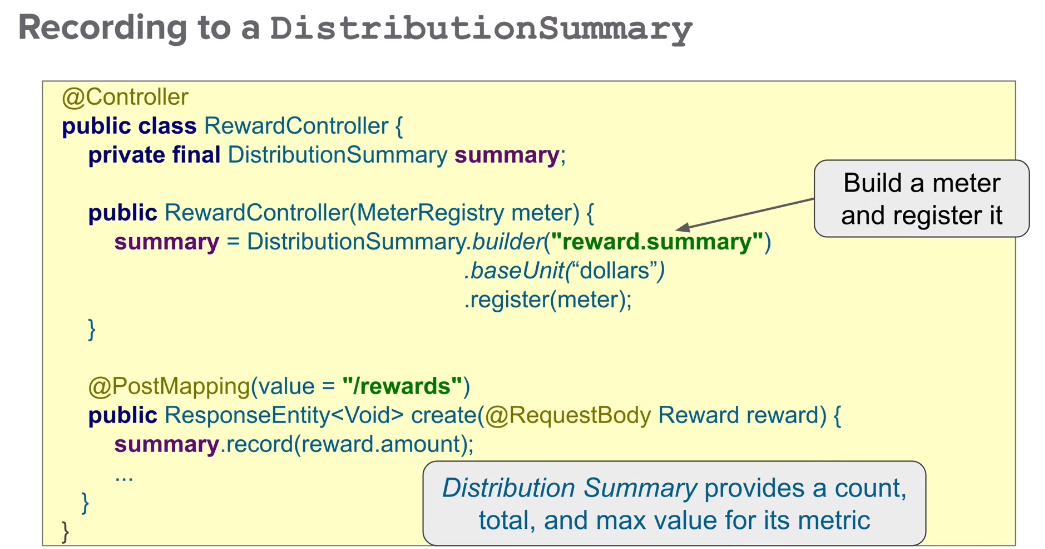 Recording to a DistributionSummary
@Controller
public class RewardController {
private final DistributionSummary summary;
Build a meter
and register it
public RewardController(MeterRegistry meter) {
summary = DistributionSummary.builder("reward.summary")
.baseUnit(“dollars”)
.register(meter);
}
@PostMapping(value = "/rewards")
public ResponseEntity<Void> create(@RequestBody Reward reward) {
summary.record(reward.amount);
...
}
}
Distribution Summary provides a count,
total, and max value for its metric